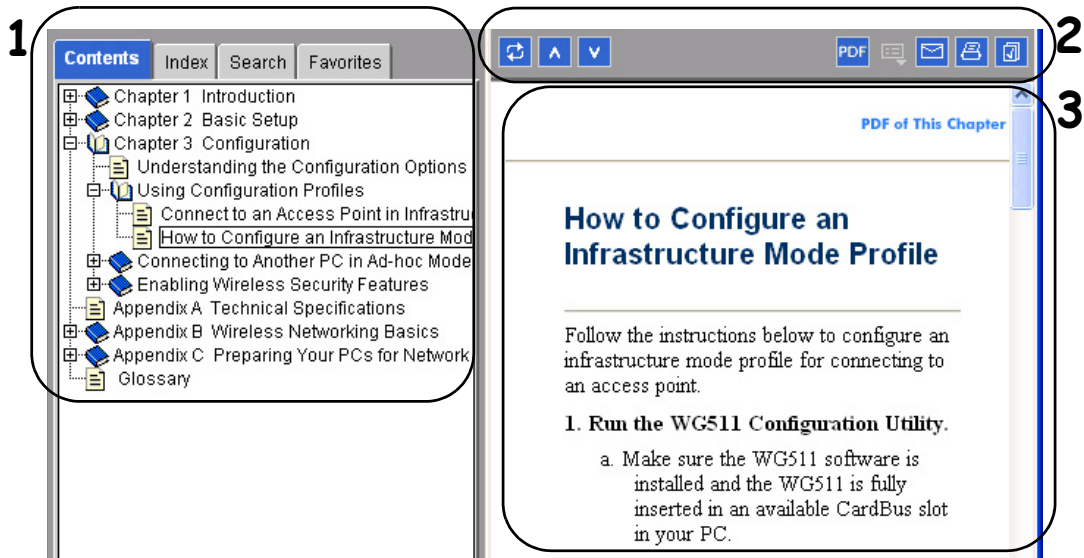 1
Contents Index Search Favorites
Chapter 1 Introduction
Chapter 2 Basic Setup
Chapter 3 Configuration
Understanding the Configuration Options
Using Configuration Profiles
Connect to an Access Point in Infrastru
How to Configure an Infrastructure Mod
Connecting to Another PC in Ad-hoc Mode
Enabling Wireless Security Features
Appendix A Technical Specifications
Appendix B Wireless Networking Basics
Appendix C Preparing Your PCs for Network
Glossary
2
PDF
3
PDF of This Chapter
How to Configure an
Infrastructure Mode Profile
Follow the instructions below to configure an
infrastructure mode profile for connecting to
an access point.
1. Run the WG511 Configuration Utility.
a. Make sure the WG511 software is
installed and the WG511 is fully
inserted in an available CardBus slot
in your PC.